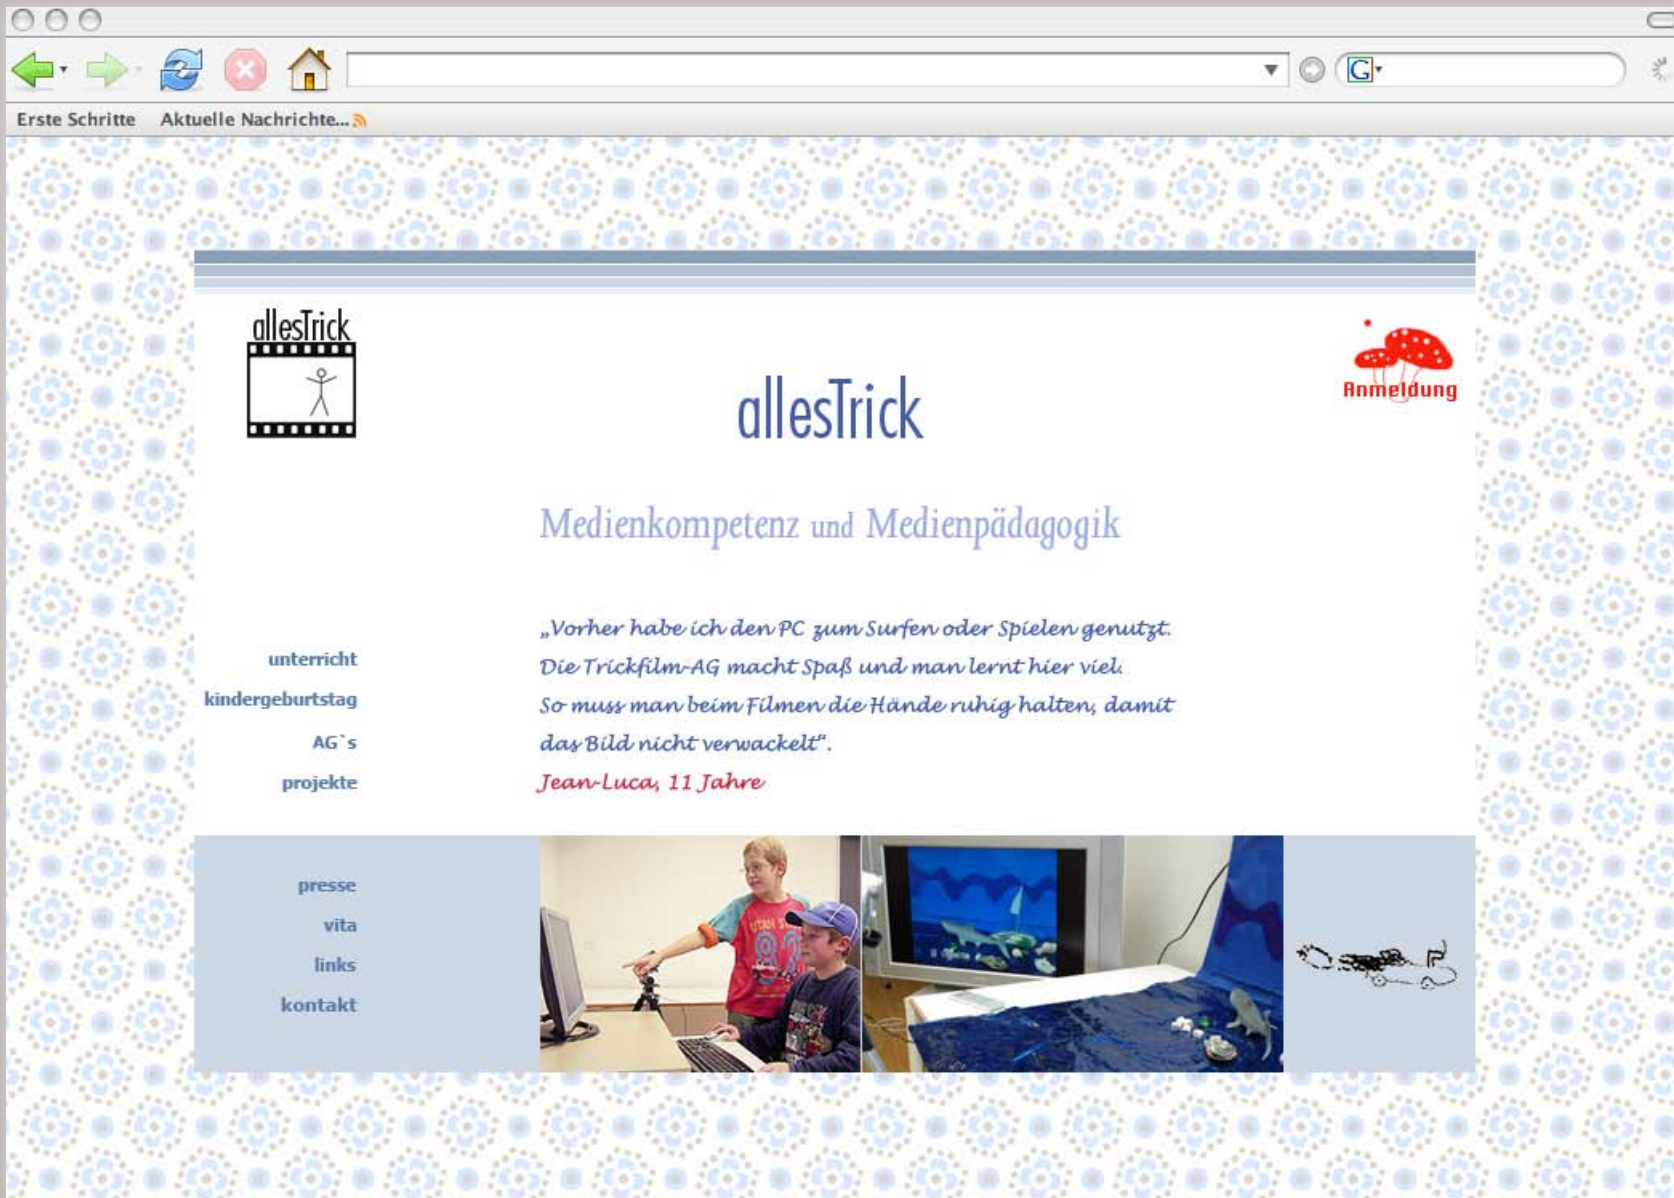 Erste Schritte Aktuelle Nachrichte...
allesTrick
Anmeldung
allesTrick
Medienkompetenz und Medienpädagogik
„Vorher habe ich den PC zum Surfen oder Spielen genutzt.
Die Trickfilm-AG macht Spaß und man lernt hier viel.
So muss man beim Filmen die Hände ruhig halten, damit
das Bild nicht verwackelt“.
Jean-Luca, 11 Jahre
unterricht
kindergeburtstag
AG`s
projekte
presse
vita
links
kontakt